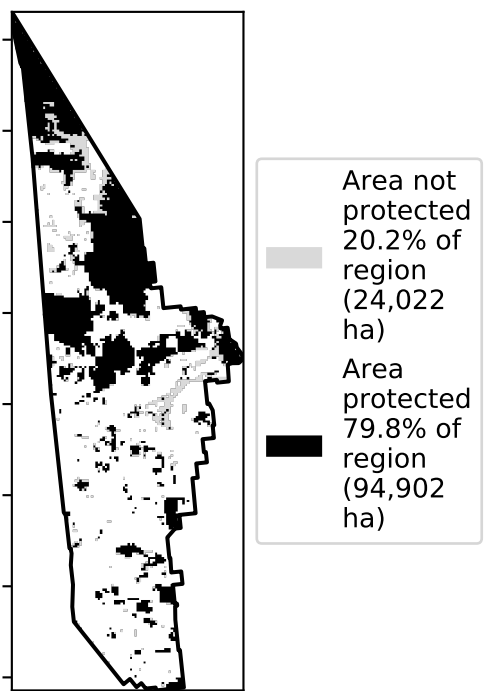 Area not
protected
20.2% of
region
(24,022
ha)
Area
protected
79.8% of
region
(94,902
ha)